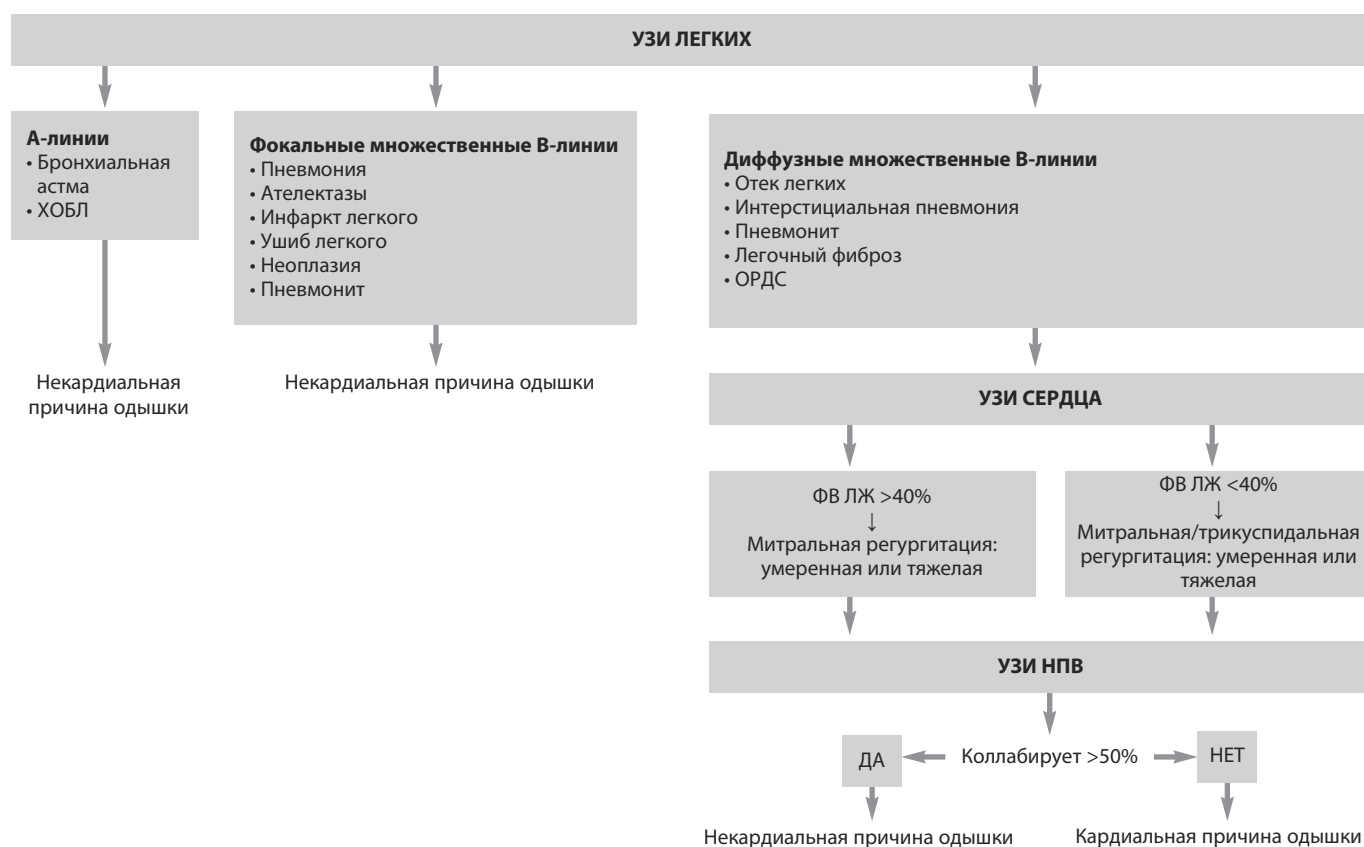 УЗИ ЛЕГКИХ
А-линии
• Бронхиальная
астма
• ХОБЛ
Некардиальная
причина одышки
Фокальные множественные В-линии
• Пневмония
• Ателектазы
• Инфаркт легкого
• Ушиб легкого
• Неоплазия
• Пневмонит
Некардиальная причина одышки
Диффузные множественные В-линии
• Отек легких
• Интерстициальная пневмония
• Пневмонит
• Легочный фиброз
• ОРДС
УЗИ СЕРДЦА
ФВ ЛЖ >40%
↓
Митральная регургитация:
умеренная или тяжелая
ФВ ЛЖ <40%
↓
Митральная/трикуспидальная
регургитация: умеренная или
тяжелая
УЗИ НПВ
ДА
Коллабирует >50%
НЕТ
Некардиальная причина одышки
Кардиальная причина одышки